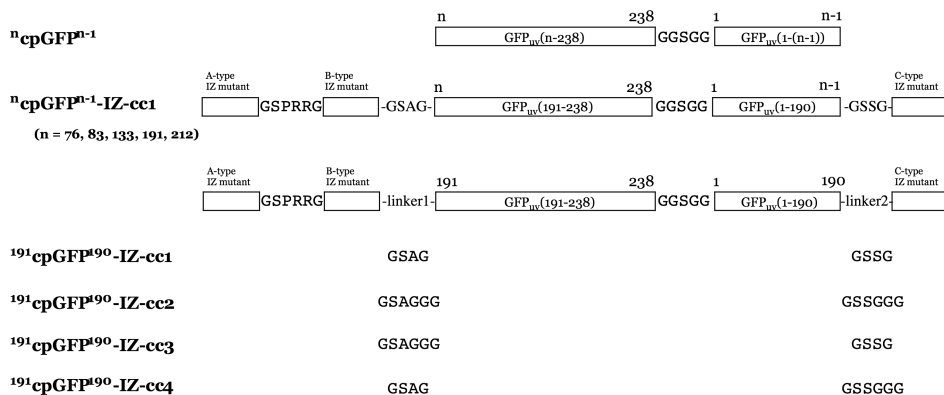 n 238 1 n-1
ⁿcpGFPⁿ⁻¹ GFPuv(n-238) GGSGG GFPuv(1-(n-1))
A-type IZ mutant B-type IZ mutant n 238 1 n-1 C-type IZ mutant
ⁿcpGFPⁿ⁻¹-IZ-cc1 GSPRRG -GSAG- GFPuv(191-238) GGSGG GFPuv(1-190) -GSSG-
(n = 76, 83, 133, 191, 212)
A-type IZ mutant B-type IZ mutant 191 238 1 190 C-type IZ mutant
GSPRRG -linker1- GFPuv(191-238) GGSGG GFPuv(1-190) -linker2-
¹⁹¹cpGFP¹⁹⁰-IZ-cc1 GSAG GSSG
¹⁹¹cpGFP¹⁹⁰-IZ-cc2 GSAGGG GSSGGG
¹⁹¹cpGFP¹⁹⁰-IZ-cc3 GSAGGG GSSG
¹⁹¹cpGFP¹⁹⁰-IZ-cc4 GSAG GSSGGG